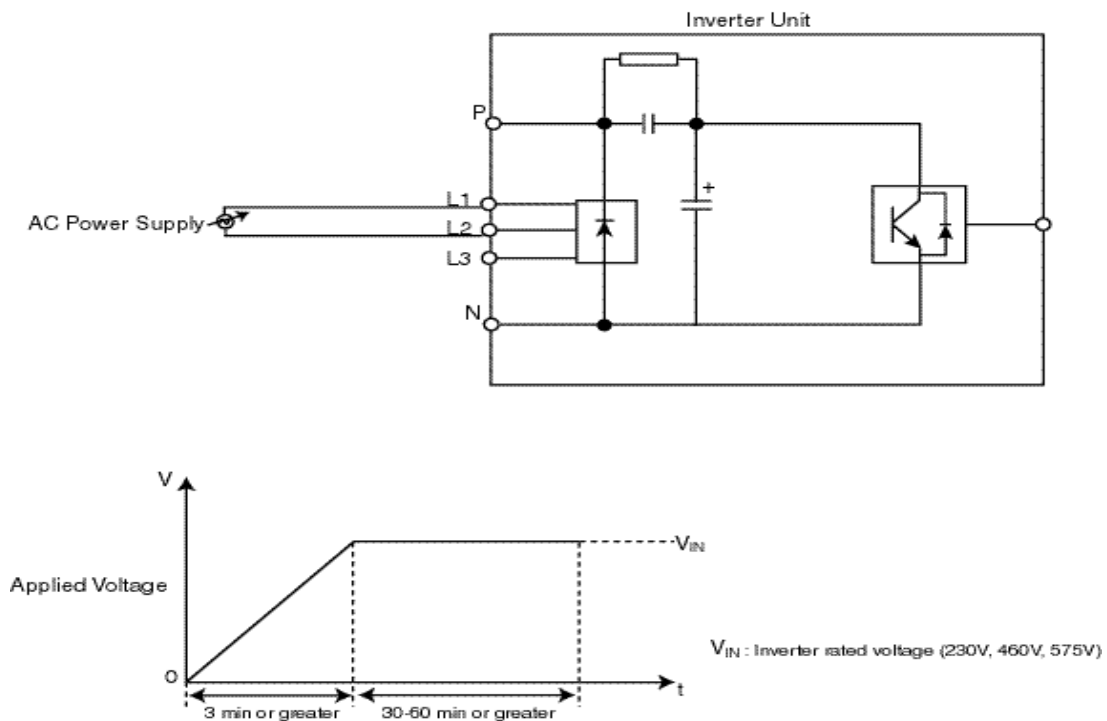 Inverter Unit
P
+
L1
AC Power Supply
L2
L3
N
V
VIN
Applied Voltage
VIN : Inverter rated voltage (230V, 460V, 575V)
0
t
3 min or greater
30-60 min or greater